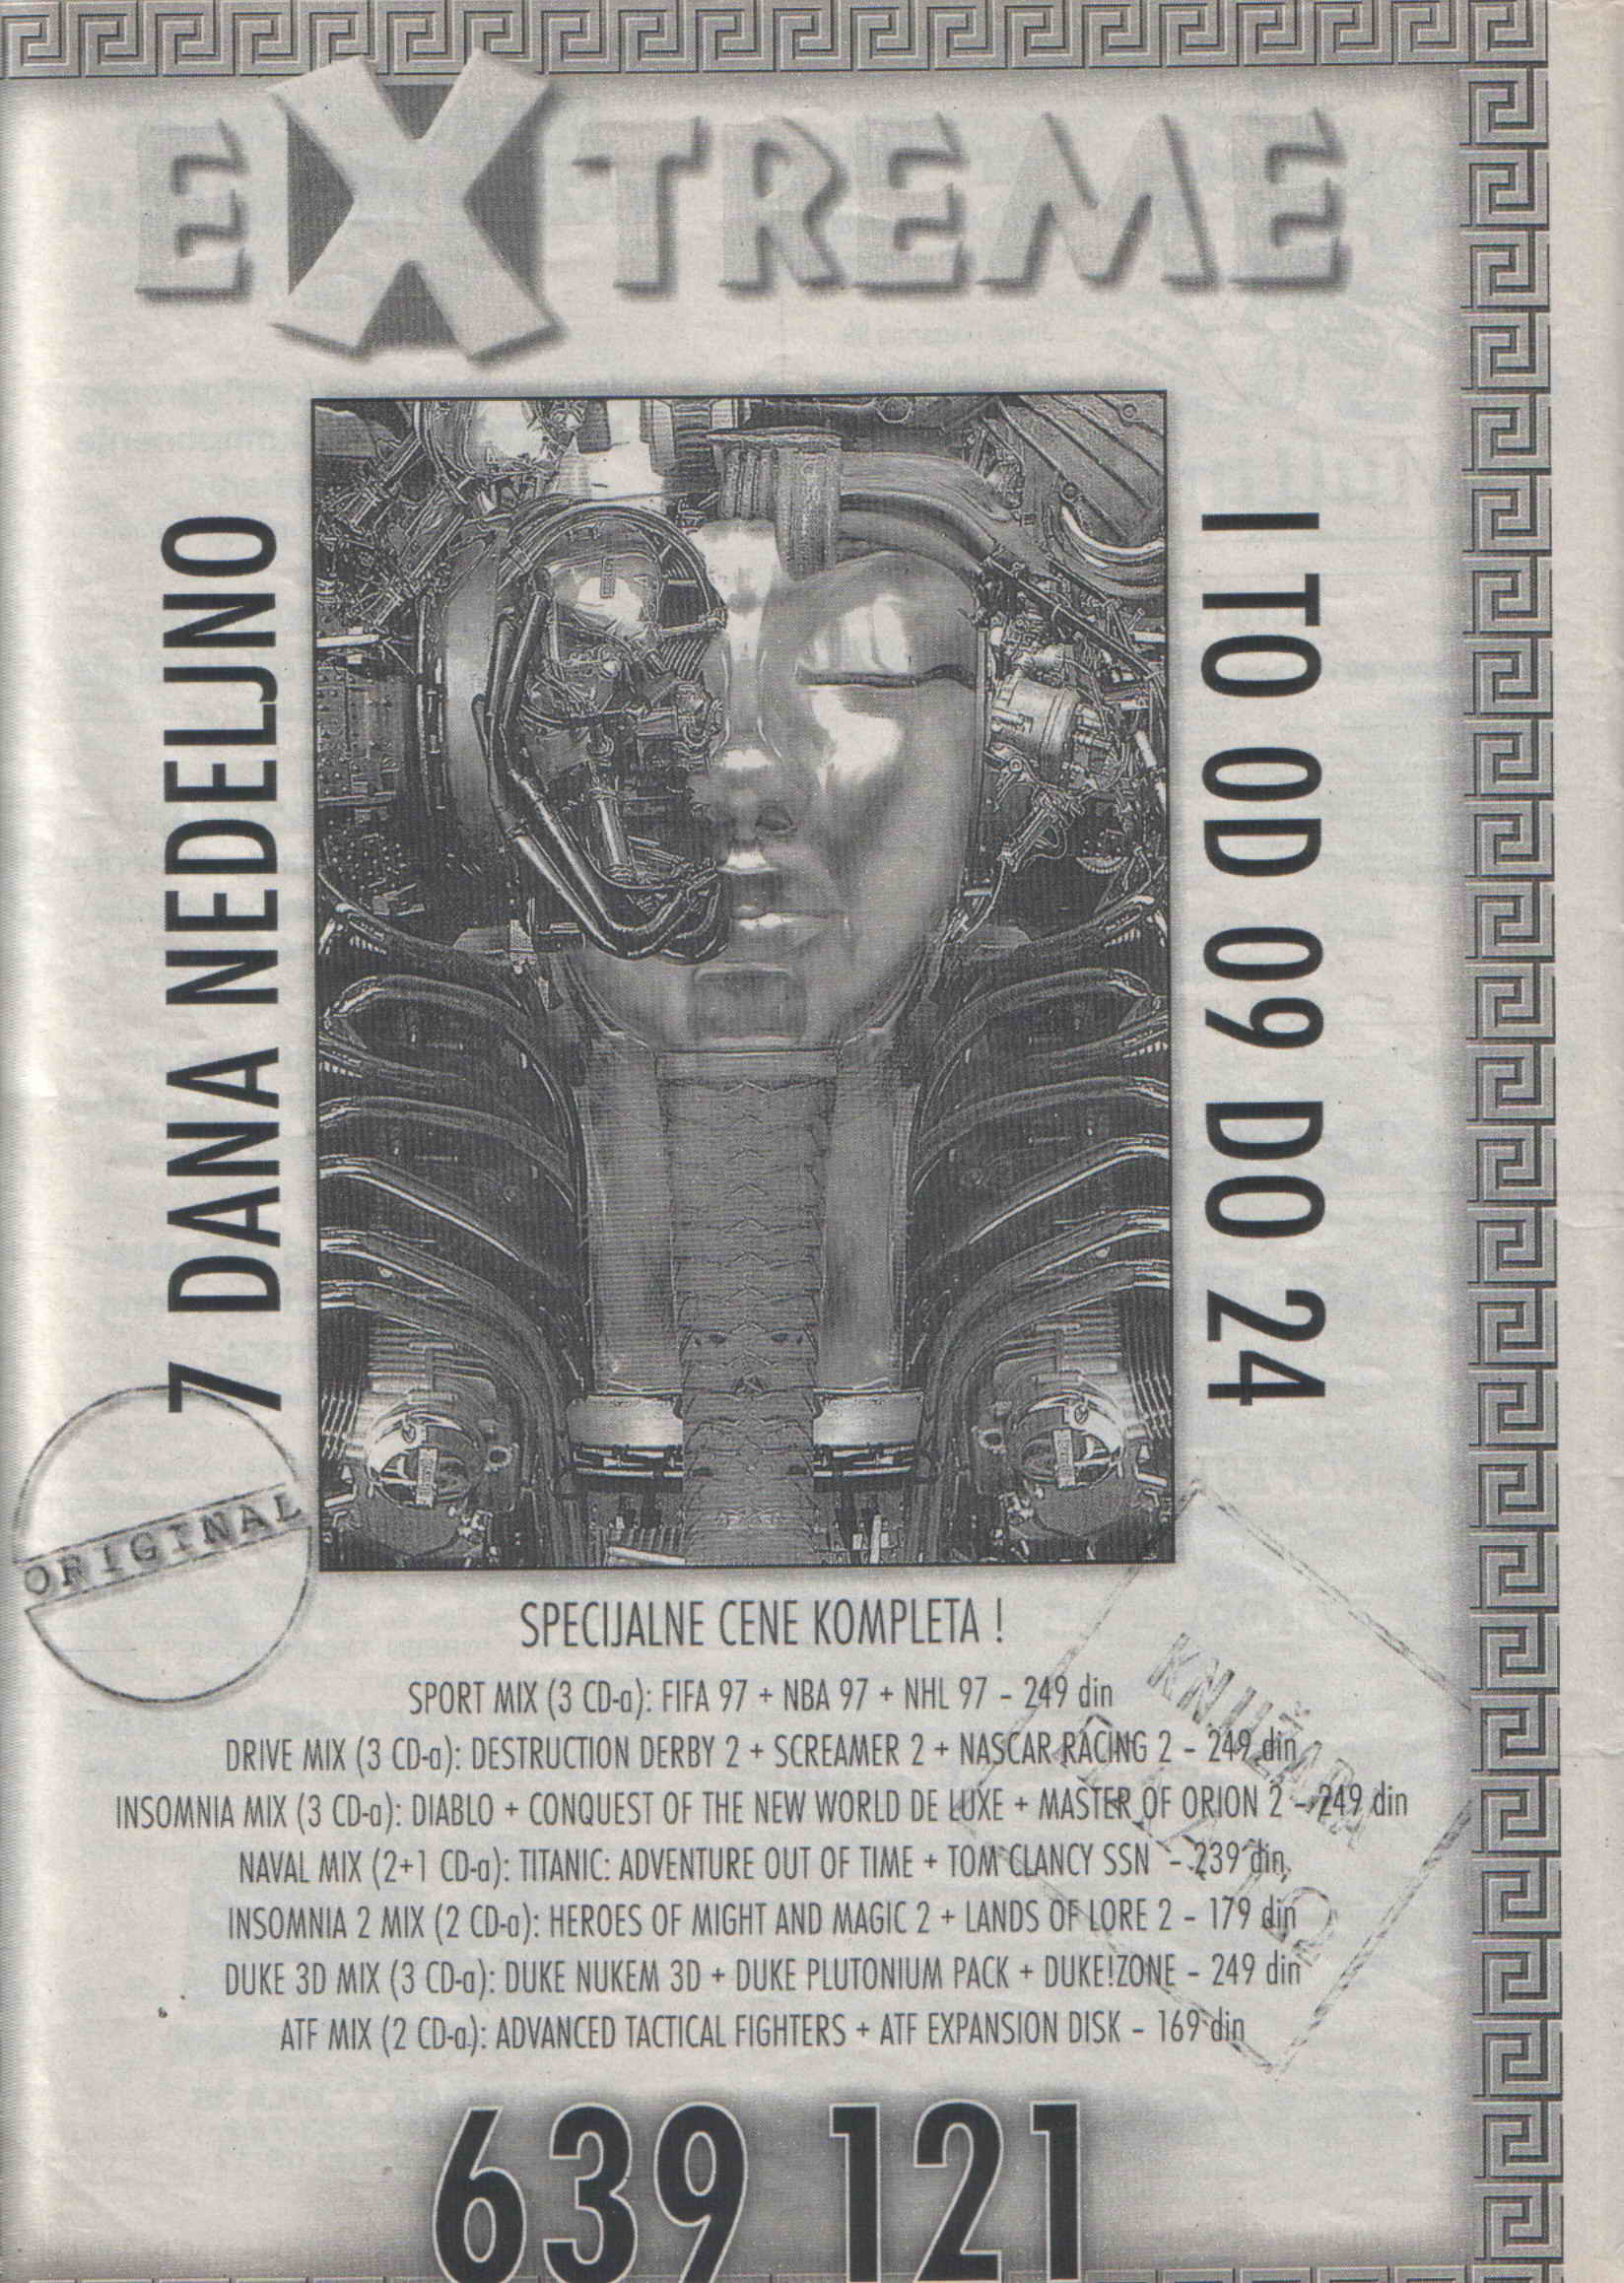 EXTREME
7 DANA NEDELJNO
I TO OD 09 DO 24
ORIGINAL
SPECIJALNE CENE KOMPLETA !
SPORT MIX (3 CD-a): FIFA 97 + NBA 97 + NHL 97 - 249 din
DRIVE MIX (3 CD-a): DESTRUCTION DERBY 2 + SCREAMER 2 + NASCAR RACING 2 - 249 din
INSOMNIA MIX (3 CD-a): DIABLO + CONQUEST OF THE NEW WORLD DE LUXE + MASTER OF ORION 2 - 249 din
NAVAL MIX (2+1 CD-a): TITANIC: ADVENTURE OUT OF TIME + TOM CLANCY SSN - 239 din
INSOMNIA 2 MIX (2 CD-a): HEROES OF MIGHT AND MAGIC 2 + LANDS OF LORE 2 - 179 din
DUKE 3D MIX (3 CD-a): DUKE NUKEM 3D + DUKE PLUTONIUM PACK + DUKE!ZONE - 249 din
ATF MIX (2 CD-a): ADVANCED TACTICAL FIGHTERS + ATF EXPANSION DISK - 169 din
KNJIŽARA
639 121